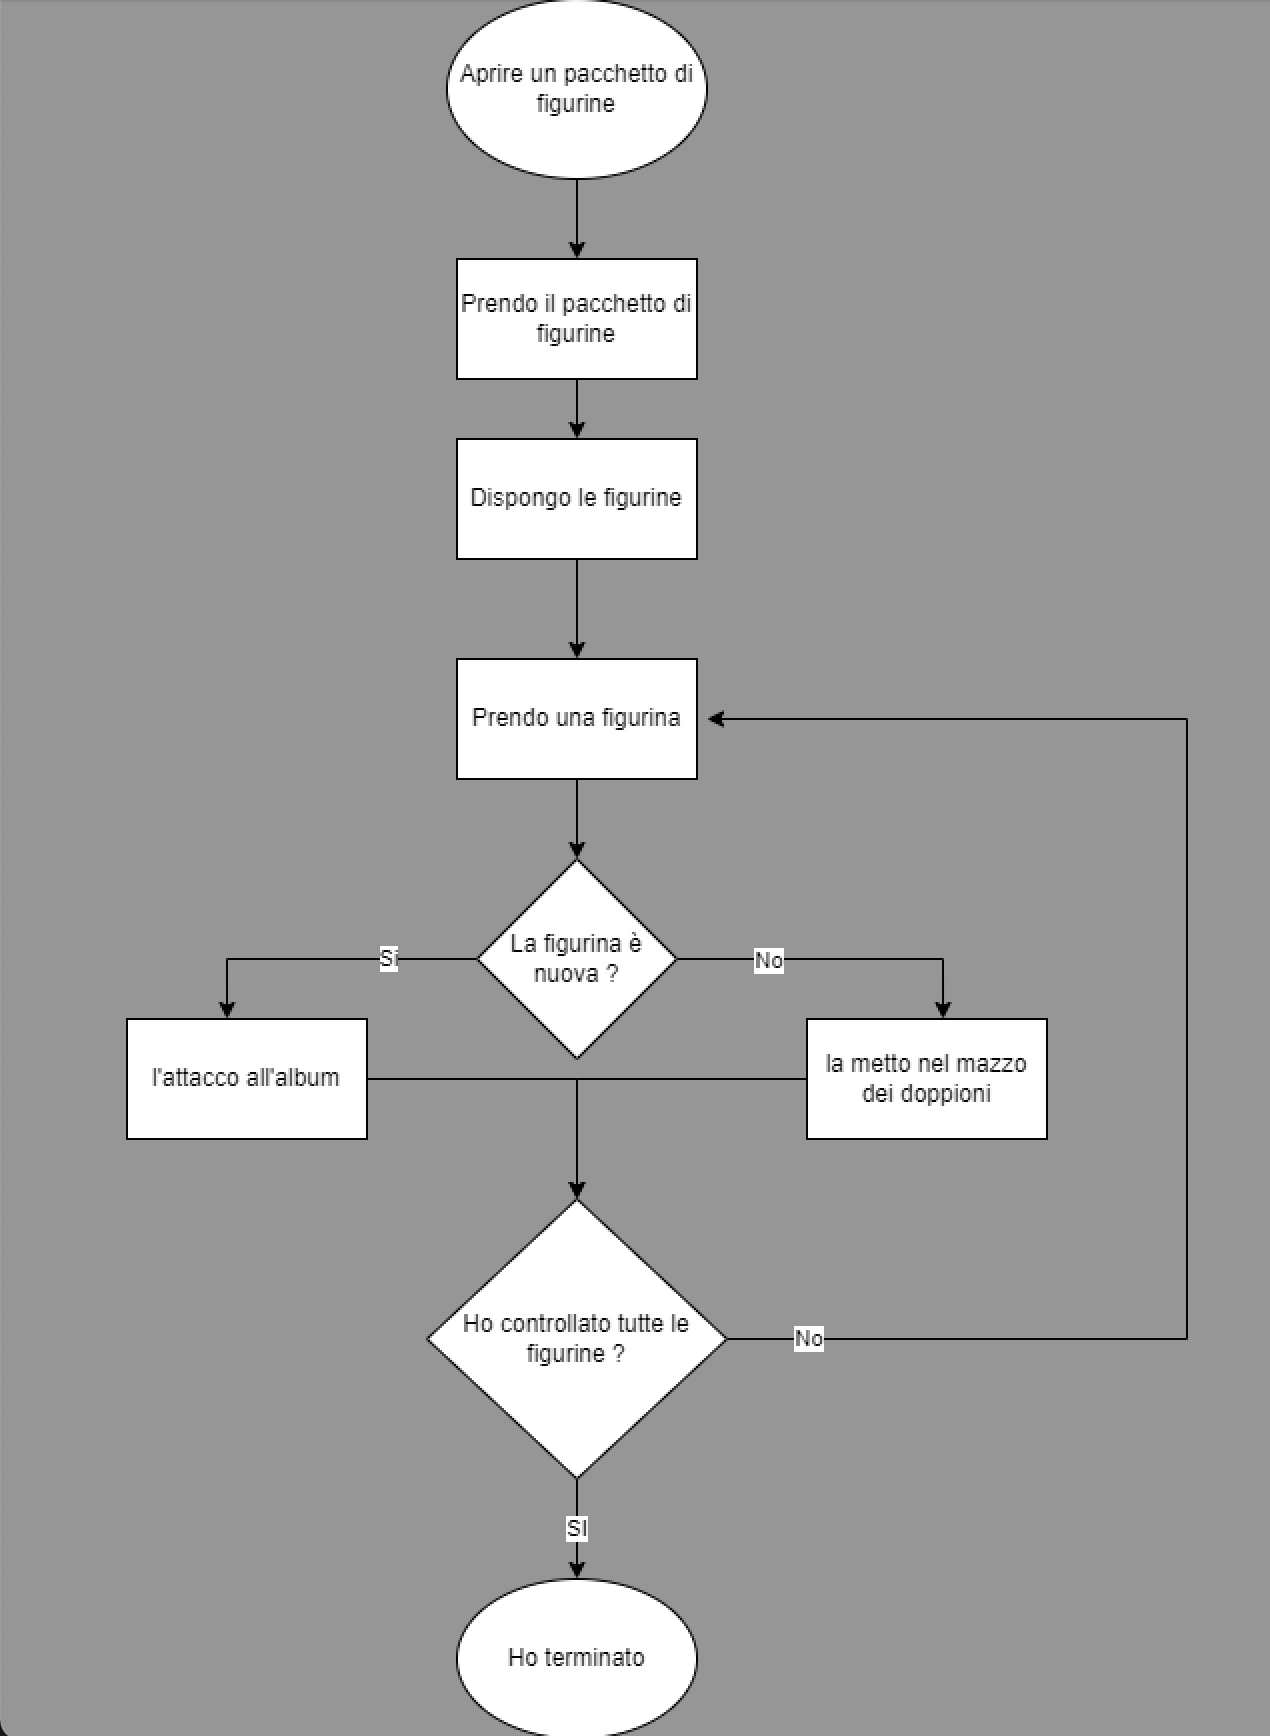 Aprire un pacchetto di
figurine
Prendo il pacchetto di
figurine
Dispongo le figurine
Prendo una figurina
La figurina è
nuova ?
Si
No
l'attacco all'album
la metto nel mazzo
dei doppioni
Ho controllato tutte le
figurine ?
No
SI
Ho terminato